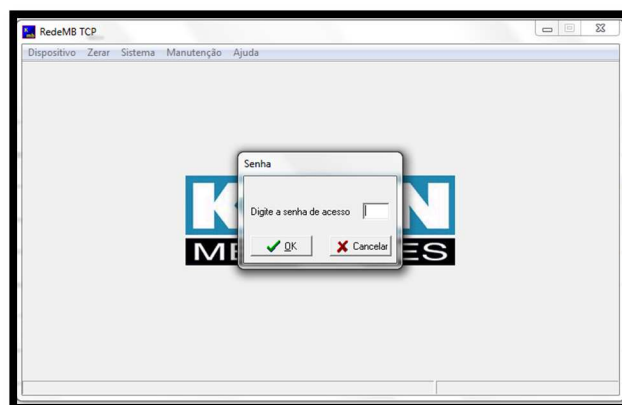 RedeMB TCP
Dispositivo Zerar Sistema Manutenção Ajuda
Senha
Digite a senha de acesso
OK
Cancelar